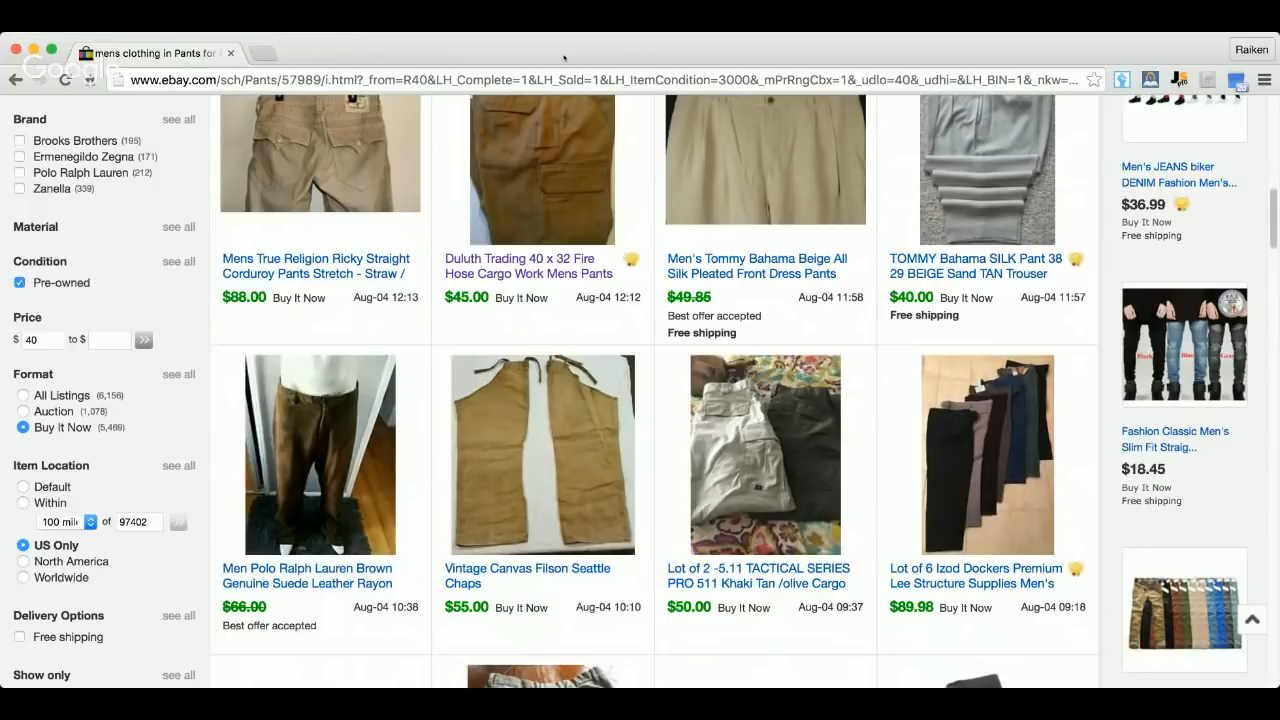 mens clothing in Pants for
Raiken
Google
www.ebay.com/sch/Pants/57989/i.html?_from=R40&LH_Complete=1&LH_Sold=1&LH_ItemCondition=3000&_mPrRngCbx=1&_udlo=40&_udhi=&LH_BIN=1&_nkw=...
Brand see all
Brooks Brothers (195)
Ermenegildo Zegna (171)
Polo Ralph Lauren (212)
Zanella (339)
Material see all
Condition see all
Pre-owned
Price
$ 40 to $
Format see all
All Listings (6,156)
Auction (1,078)
Buy It Now (5,469)
Item Location see all
Default
Within
100 mil of 97402
US Only
North America
Worldwide
Delivery Options see all
Free shipping
Show only see all
Mens True Religion Ricky Straight
Corduroy Pants Stretch - Straw /
$88.00 Buy It Now Aug-04 12:13
Duluth Trading 40 x 32 Fire
Hose Cargo Work Mens Pants
$45.00 Buy It Now Aug-04 12:12
Men's Tommy Bahama Beige All
Silk Pleated Front Dress Pants
$49.85 Aug-04 11:58
Best offer accepted
Free shipping
TOMMY Bahama SILK Pant 38
29 BEIGE Sand TAN Trouser
$40.00 Buy It Now Aug-04 11:57
Free shipping
Men Polo Ralph Lauren Brown
Genuine Suede Leather Rayon
$66.00 Aug-04 10:38
Best offer accepted
Vintage Canvas Filson Seattle
Chaps
$55.00 Buy It Now Aug-04 10:10
Lot of 2 -5.11 TACTICAL SERIES
PRO 511 Khaki Tan /olive Cargo
$50.00 Buy It Now Aug-04 09:37
Lot of 6 Izod Dockers Premium
Lee Structure Supplies Men's
$89.98 Buy It Now Aug-04 09:18
Men's JEANS biker
DENIM Fashion Men's...
$36.99
Buy It Now
Free shipping
Black Blue Gray
Fashion Classic Men's
Slim Fit Straig...
$18.45
Buy It Now
Free shipping